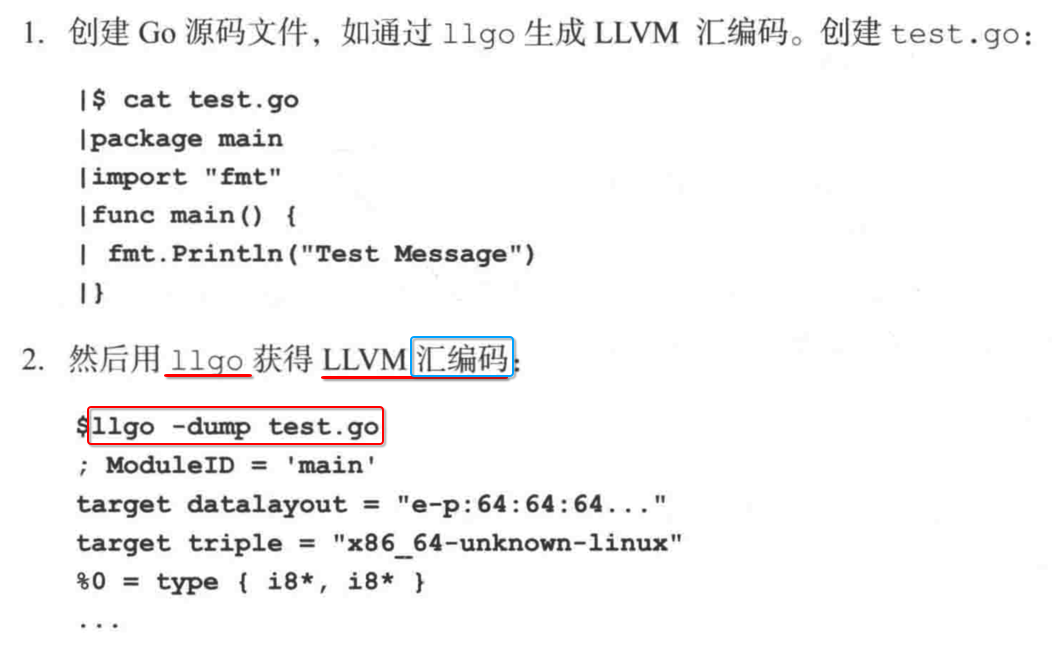 1. 创建 Go 源码文件，如通过 llgo 生成 LLVM 汇编码。创建 test.go：
|$ cat test.go
|package main
|import "fmt"
|func main() {
| fmt.Println("Test Message")
|}
2. 然后用 llgo 获得 LLVM 汇编码：
$llgo -dump test.go
; ModuleID = 'main'
target datalayout = "e-p:64:64:64..."
target triple = "x86_64-unknown-linux"
%0 = type { i8*, i8* }
...